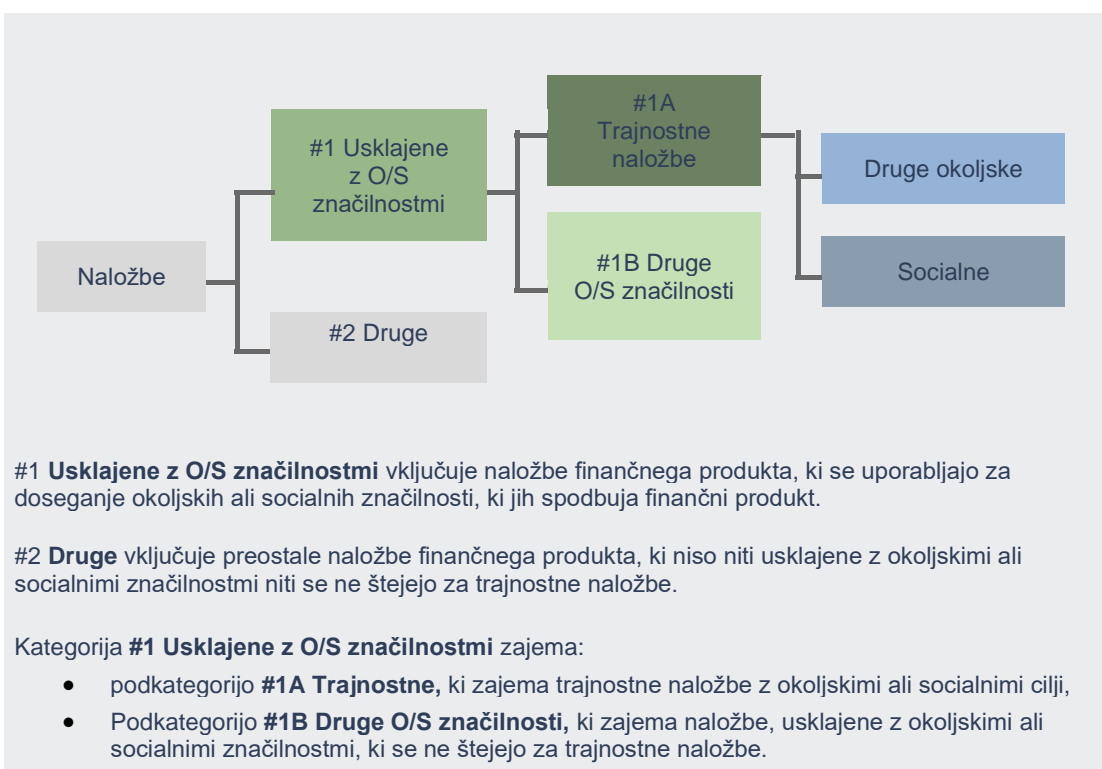 #1 Usklajene
z O/S
značilnostmi
#1A
Trajnostne
naložbe
Druge okoljske
Naložbe
#1B Druge
O/S značilnosti
Socialne
#2 Druge
#1 Usklajene z O/S značilnostmi vključuje naložbe finančnega produkta, ki se uporabljajo za
doseganje okoljskih ali socialnih značilnosti, ki jih spodbuja finančni produkt.
#2 Druge vključuje preostale naložbe finančnega produkta, ki niso niti usklajene z okoljskimi ali
socialnimi značilnostmi niti se ne štejejo za trajnostne naložbe.
Kategorija #1 Usklajene z O/S značilnostmi zajema:
• podkategorijo #1A Trajnostne, ki zajema trajnostne naložbe z okoljskimi ali socialnimi cilji,
• Podkategorijo #1B Druge O/S značilnosti, ki zajema naložbe, usklajene z okoljskimi ali
socialnimi značilnostmi, ki se ne štejejo za trajnostne naložbe.